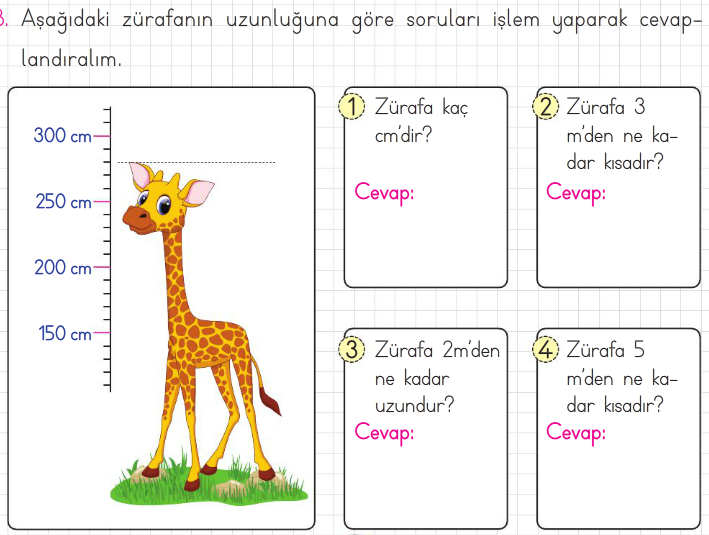 3. Aşağıdaki zürafanın uzunluğuna göre soruları işlem yaparak cevap-
landıralım.
300 cm
250 cm
200 cm
150 cm
1 Zürafa kaç
cm'dir?
Cevap:
2 Zürafa 3
m'den ne ka-
dar kısadır?
Cevap:
3 Zürafa 2m'den
ne kadar
uzundur?
Cevap:
4 Zürafa 5
m'den ne ka-
dar kısadır?
Cevap: